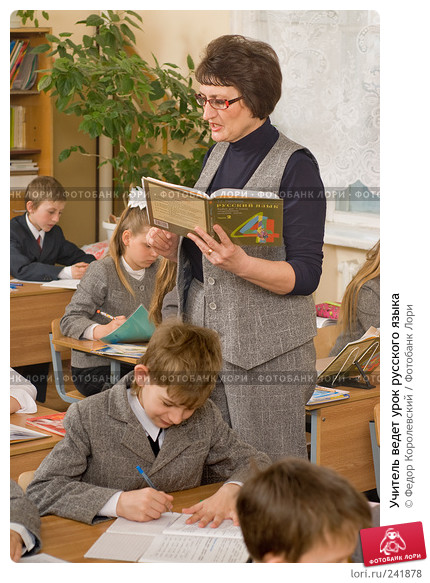 РУССКИЙ ЯЗЫК
4
ФОТОБАНК ЛОРИ · ФОТОБАНК ЛОРИ · ФОТОБАНК ЛОРИ
ФОТОБАНК ЛОРИ · ФОТОБАНК ЛОРИ · ФОТОБАНК ЛОРИ
Учитель ведет урок русского языка
© Федор Королевский / Фотобанк Лори
ФОТОБАНК ЛОРИ
lori.ru/241878